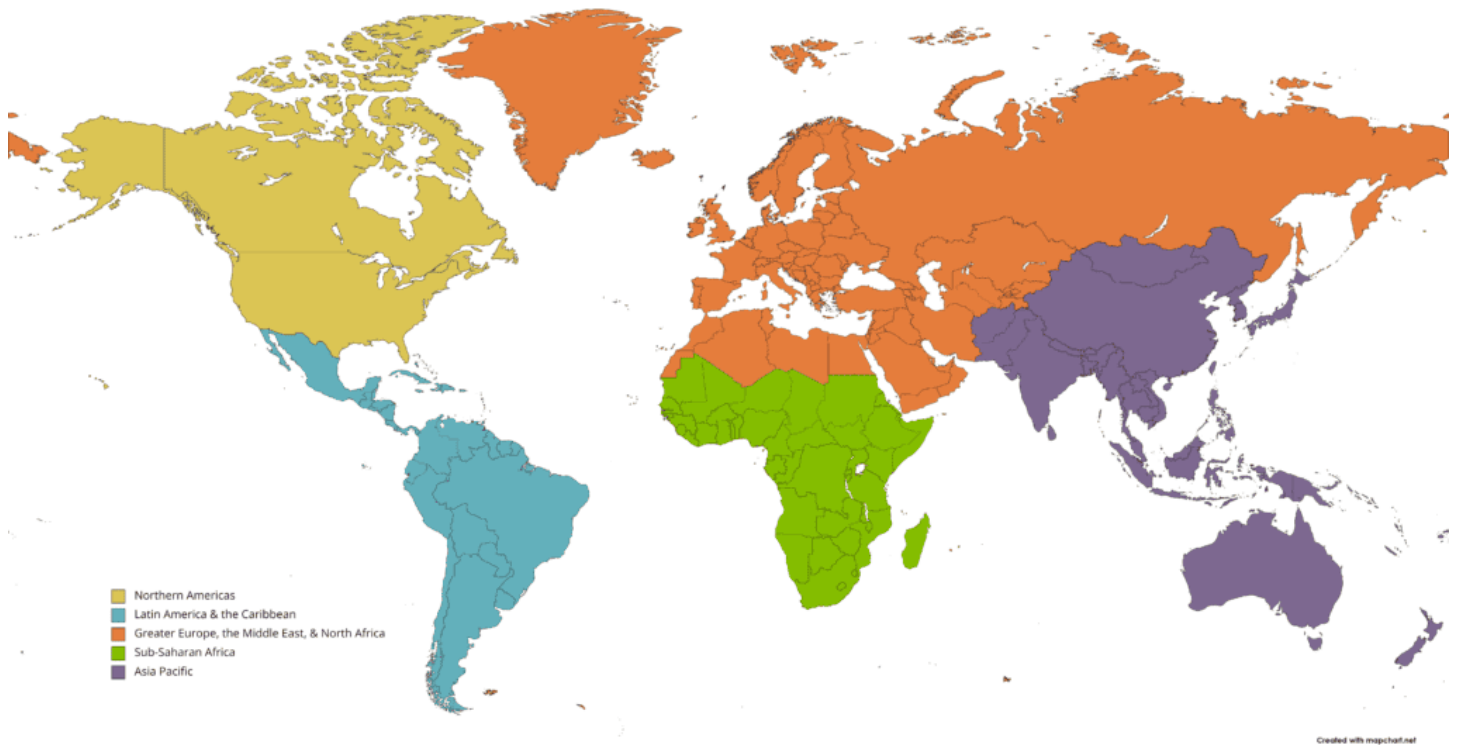 Northern Americas
Latin America & the Caribbean
Greater Europe, the Middle East, & North Africa
Sub-Saharan Africa
Asia Pacific
Created with mapchart.net